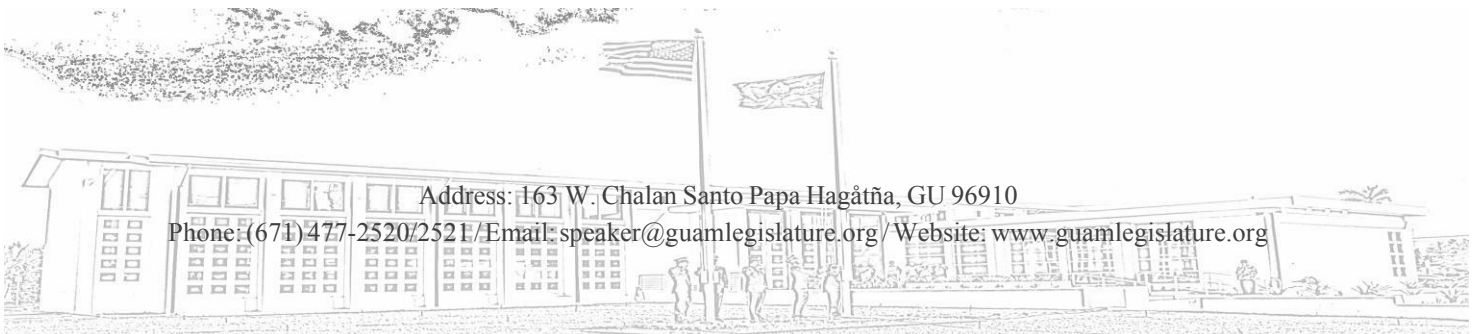 Address: 163 W. Chalan Santo Papa Hagåtña, GU 96910
Phone: (671) 477-2520/2521 / Email: speaker@guamlegislature.org / Website: www.guamlegislature.org